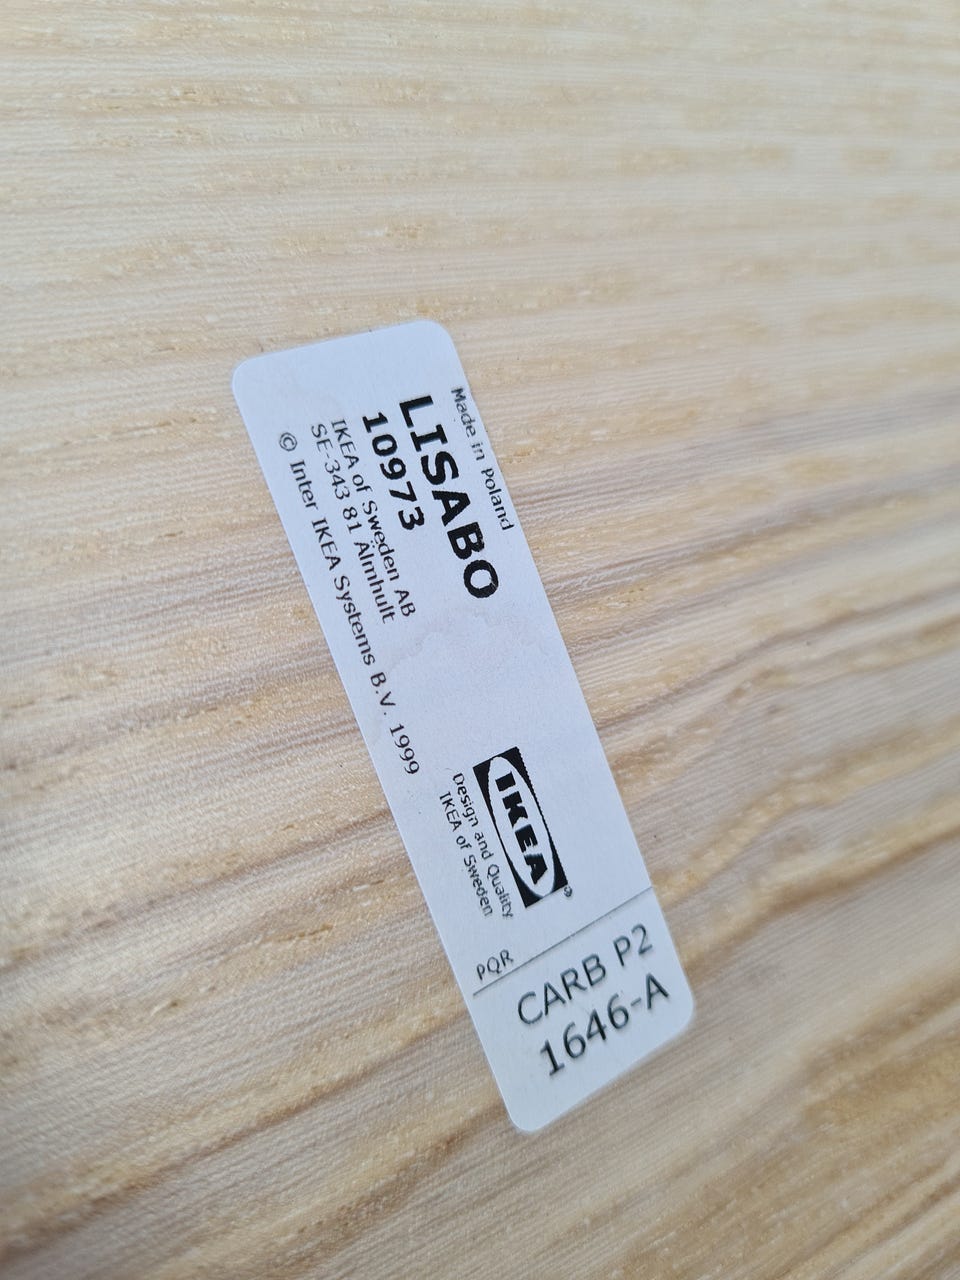 Made in Poland
LISABO
10973
IKEA of Sweden AB
SE-343 81 Älmhult
© Inter IKEA Systems B.V. 1999
IKEA®
Design and Quality
IKEA of Sweden
PQR
CARB P2
1646-A